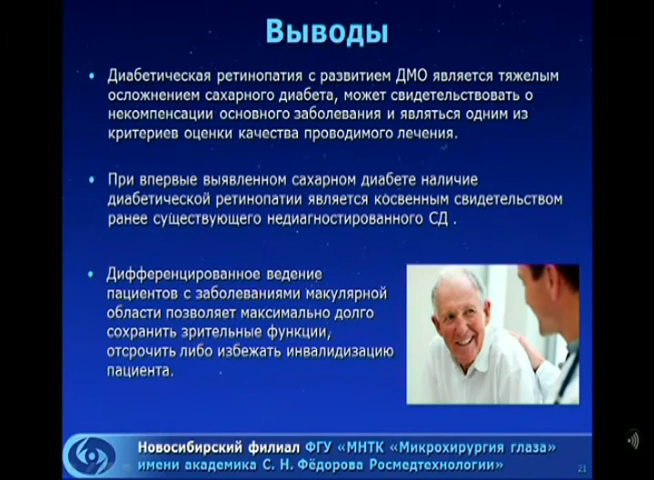 Выводы
• Диабетическая ретинопатия с развитием ДМО является тяжелым
осложнением сахарного диабета, может свидетельствовать о
некомпенсации основного заболевания и являться одним из
критериев оценки качества проводимого лечения.
• При впервые выявленном сахарном диабете наличие
диабетической ретинопатии является косвенным свидетельством
ранее существующего недиагностированного СД .
• Дифференцированное ведение
пациентов с заболеваниями макулярной
области позволяет максимально долго
сохранить зрительные функции,
отсрочить либо избежать инвалидизацию
пациента.
Новосибирский филиал ФГУ «МНТК «Микрохирургия глаза»
имени академика С. Н. Фёдорова Росмедтехнологии»
21